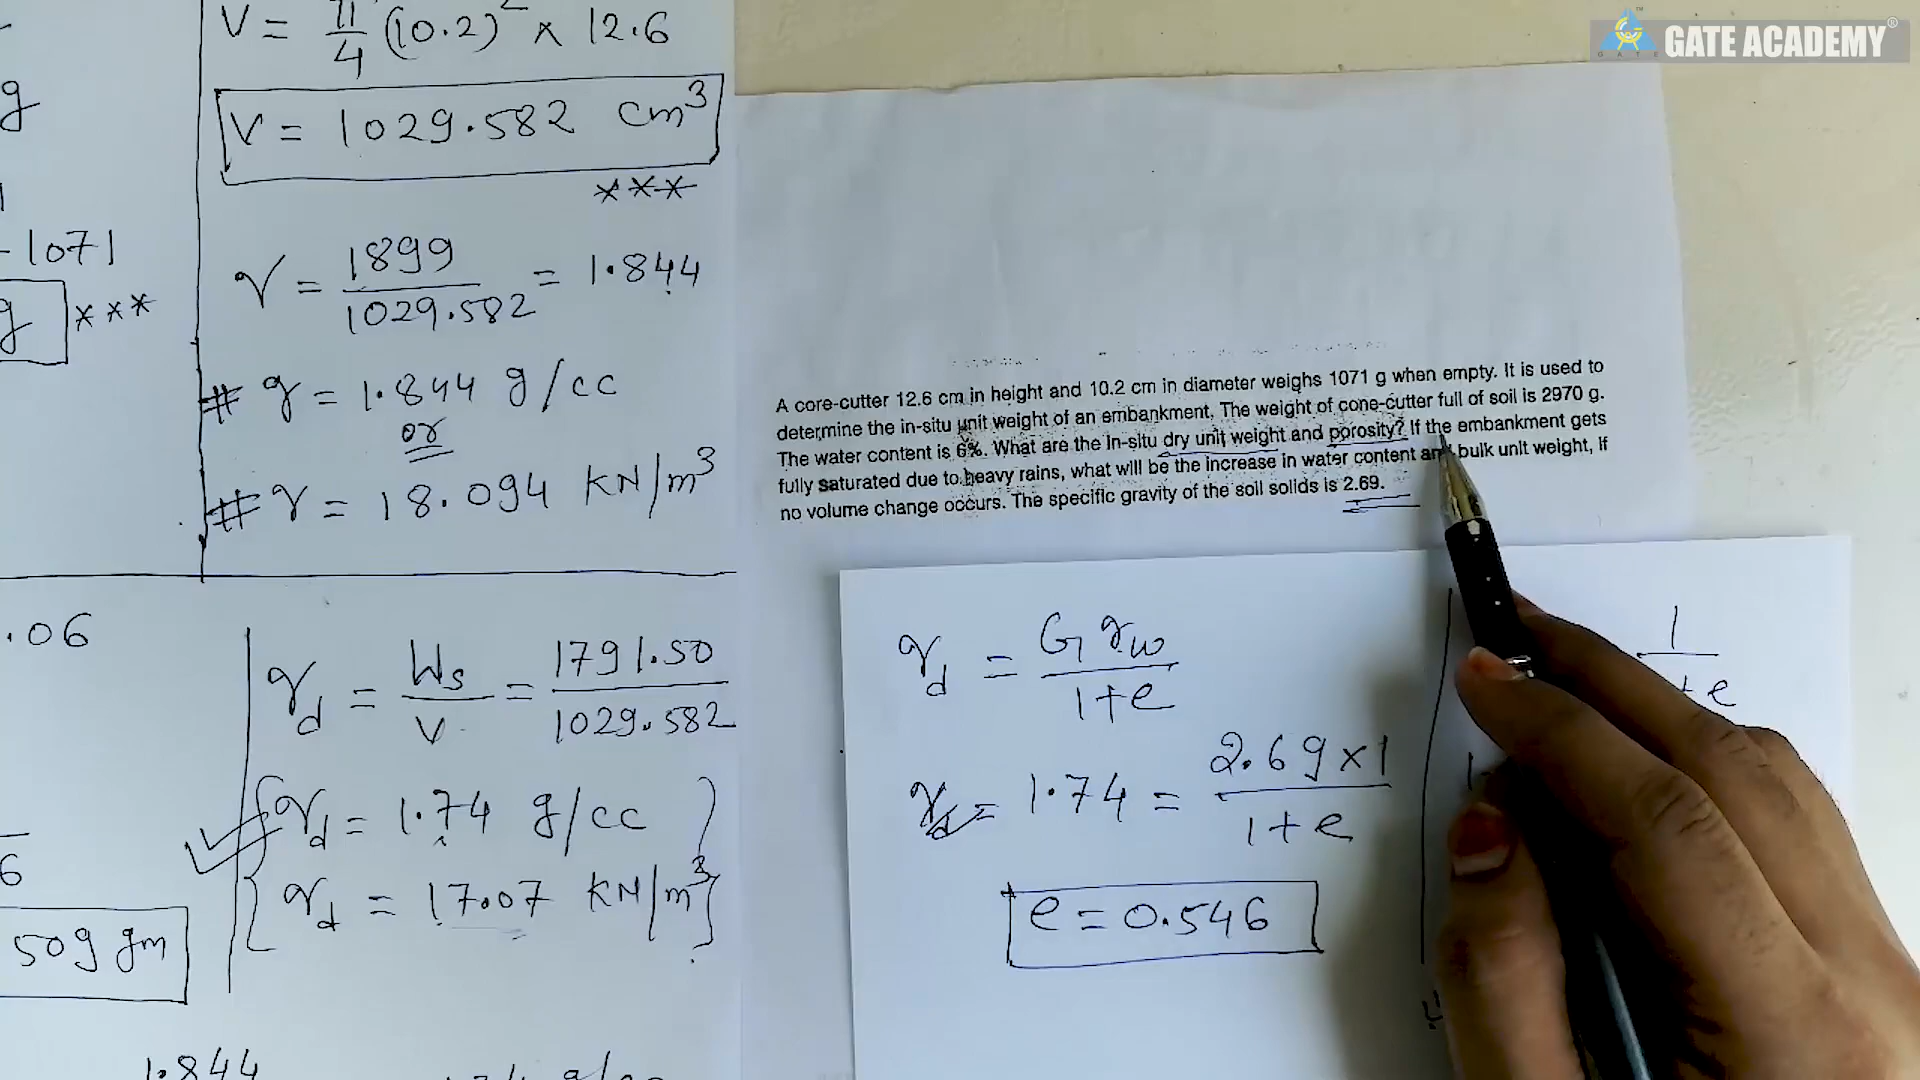 GATE ACADEMY®
GATE
V = π/4 (10.2)² × 12.6
V = 1029.582 cm³
***
g
-1071
g ***
γ = 1899/1029.582 = 1.844
# γ = 1.844 g/cc
or
# γ = 18.094 KN/m³
A core-cutter 12.6 cm in height and 10.2 cm in diameter weighs 1071 g when empty. It is used to
determine the in-situ unit weight of an embankment. The weight of cone-cutter full of soil is 2970 g.
The water content is 6%. What are the in-situ dry unit weight and porosity? If the embankment gets
fully saturated due to heavy rains, what will be the increase in water content and bulk unit weight, if
no volume change occurs. The specific gravity of the soil solids is 2.69.
.06
6
509 gm
γd = Ws/V = 1791.50/1029.582
γd = 1.74 g/cc
γd = 17.07 KN/m³
1.844
γd = Gγw/1+e
γd = 1.74 = 2.69×1/1+e
e = 0.546
1
+e